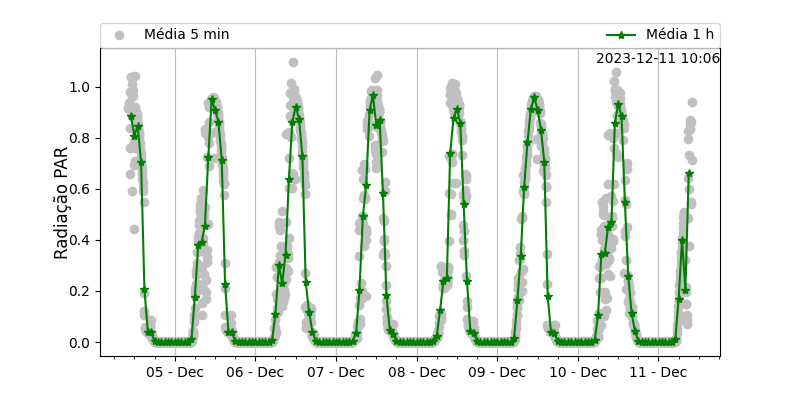 Média 5 min
Média 1 h
2023-12-11 10:06
Radiação PAR
1.0
0.8
0.6
0.4
0.2
0.0
05 - Dec
06 - Dec
07 - Dec
08 - Dec
09 - Dec
10 - Dec
11 - Dec